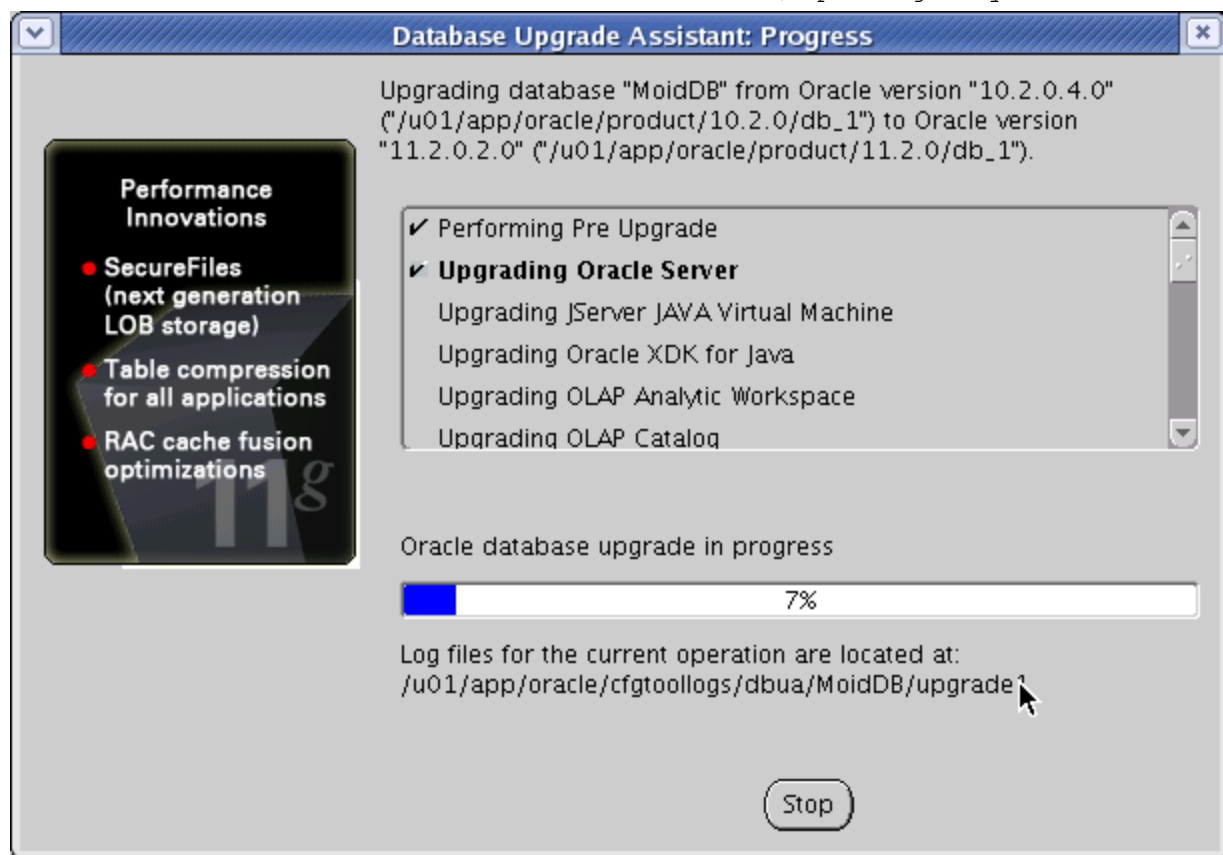 Database Upgrade Assistant: Progress
Upgrading database "MoidDB" from Oracle version "10.2.0.4.0"
("/u01/app/oracle/product/10.2.0/db_1") to Oracle version
"11.2.0.2.0" ("/u01/app/oracle/product/11.2.0/db_1").
Performance
Innovations
SecureFiles
(next generation
LOB storage)
Table compression
for all applications
RAC cache fusion
optimizations
11g
✔ Performing Pre Upgrade
✔ Upgrading Oracle Server
Upgrading JServer JAVA Virtual Machine
Upgrading Oracle XDK for Java
Upgrading OLAP Analytic Workspace
Upgrading OLAP Catalog
Oracle database upgrade in progress
7%
Log files for the current operation are located at:
/u01/app/oracle/cfgtoollogs/dbua/MoidDB/upgrade1
Stop